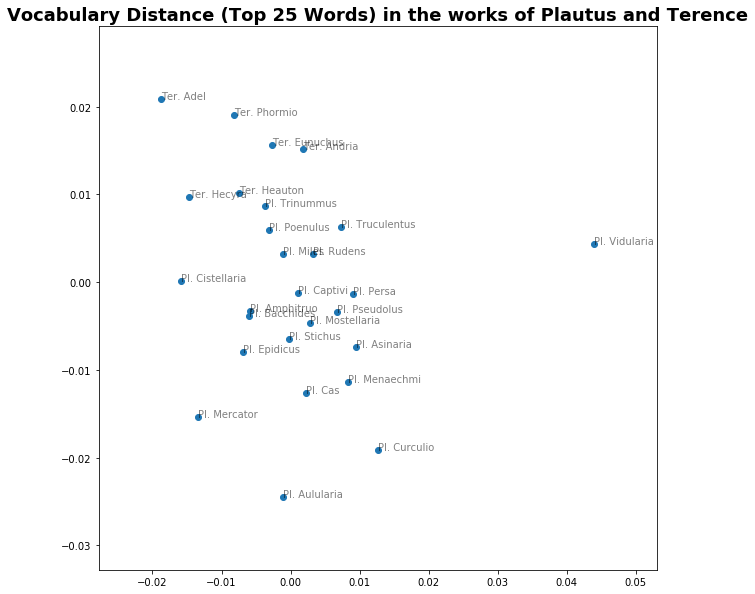 Vocabulary Distance (Top 25 Words) in the works of Plautus and Terence
Ter. Adel
0.02
Ter. Phormio
Ter. Eunuchus
Ter. Andria
0.01
Ter. Hecyra
Ter. Heauton
Pl. Trinummus
Pl. Poenulus
Pl. Truculentus
Pl. Vidularia
Pl. Miles
Pl. Rudens
0.00
Pl. Cistellaria
Pl. Captivi
Pl. Persa
Pl. Amphitruo
Pl. Bacchides
Pl. Pseudolus
Pl. Mostellaria
Pl. Stichus
Pl. Epidicus
Pl. Asinaria
−0.01
Pl. Menaechmi
Pl. Cas
Pl. Mercator
−0.02
Pl. Curculio
Pl. Aulularia
−0.03
−0.02 −0.01 0.00 0.01 0.02 0.03 0.04 0.05